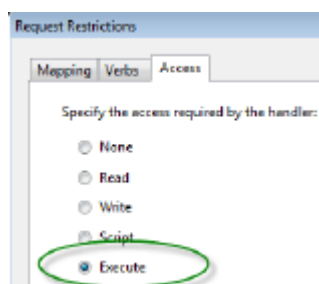 Request Restrictions
Mapping Verbs Access
Specify the access required by the handler:
None
Read
Write
Script
Execute